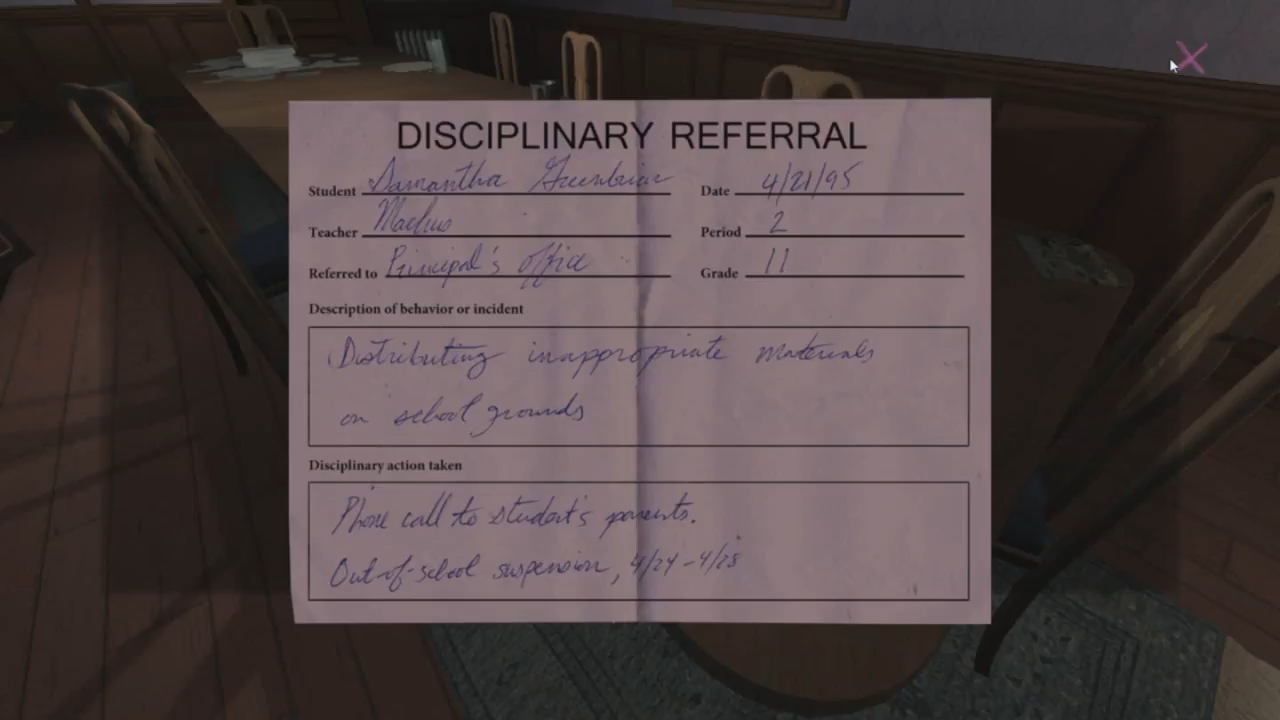 DISCIPLINARY REFERRAL
Student Samantha Greenbriar Date 4/21/95
Teacher Period 2
Referred to Principal's office Grade 11
Description of behavior or incident
Distributing inappropriate materials
on school grounds
Disciplinary action taken
Phone call to student's parents.
Out-of-school suspension, 4/24-4/28